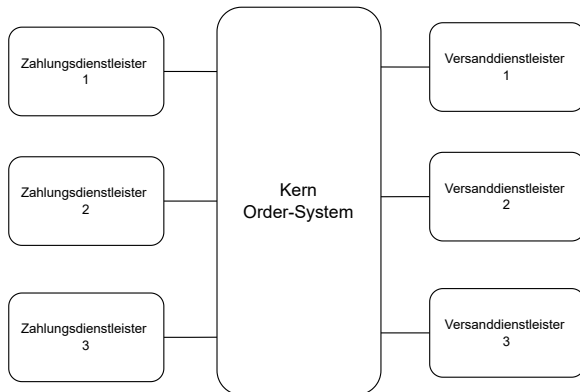 Zahlungsdienstleister
1
Zahlungsdienstleister
2
Zahlungsdienstleister
3
Kern
Order-System
Versanddienstleister
1
Versanddienstleister
2
Versanddienstleister
3